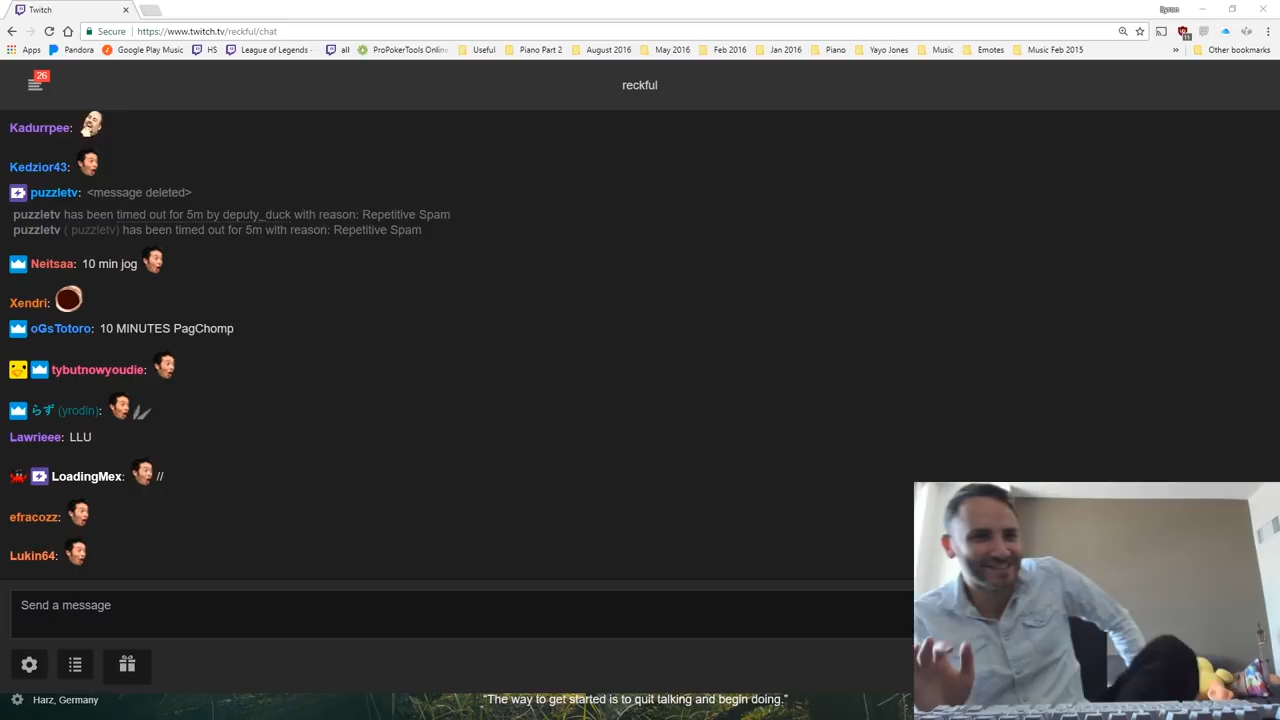 Twitch
Byron
Secure https://www.twitch.tv/reckful/chat
Apps Pandora Google Play Music HS League of Legends - all ProPokerTools Online Piano Part 2 August 2016 May 2016 Feb 2016 Jan 2016 Piano Yayo Jones Music Emotes Music Feb 2015 » Other bookmarks
26
reckful
Kadurrpee:
Kedzior43:
puzzletv: <message deleted>
puzzletv has been timed out for 5m by deputy_duck with reason: Repetitive Spam
puzzletv ( puzzletv) has been timed out for 5m with reason: Repetitive Spam
Neitsaa: 10 min jog
Xendri:
oGsTotoro: 10 MINUTES PagChomp
tybutnowyoudie:
らず (yrodin):
Lawrieee: LLU
LoadingMex: //
efracozz:
Lukin64:
Send a message
Harz, Germany
“The way to get started is to quit talking and begin doing.”